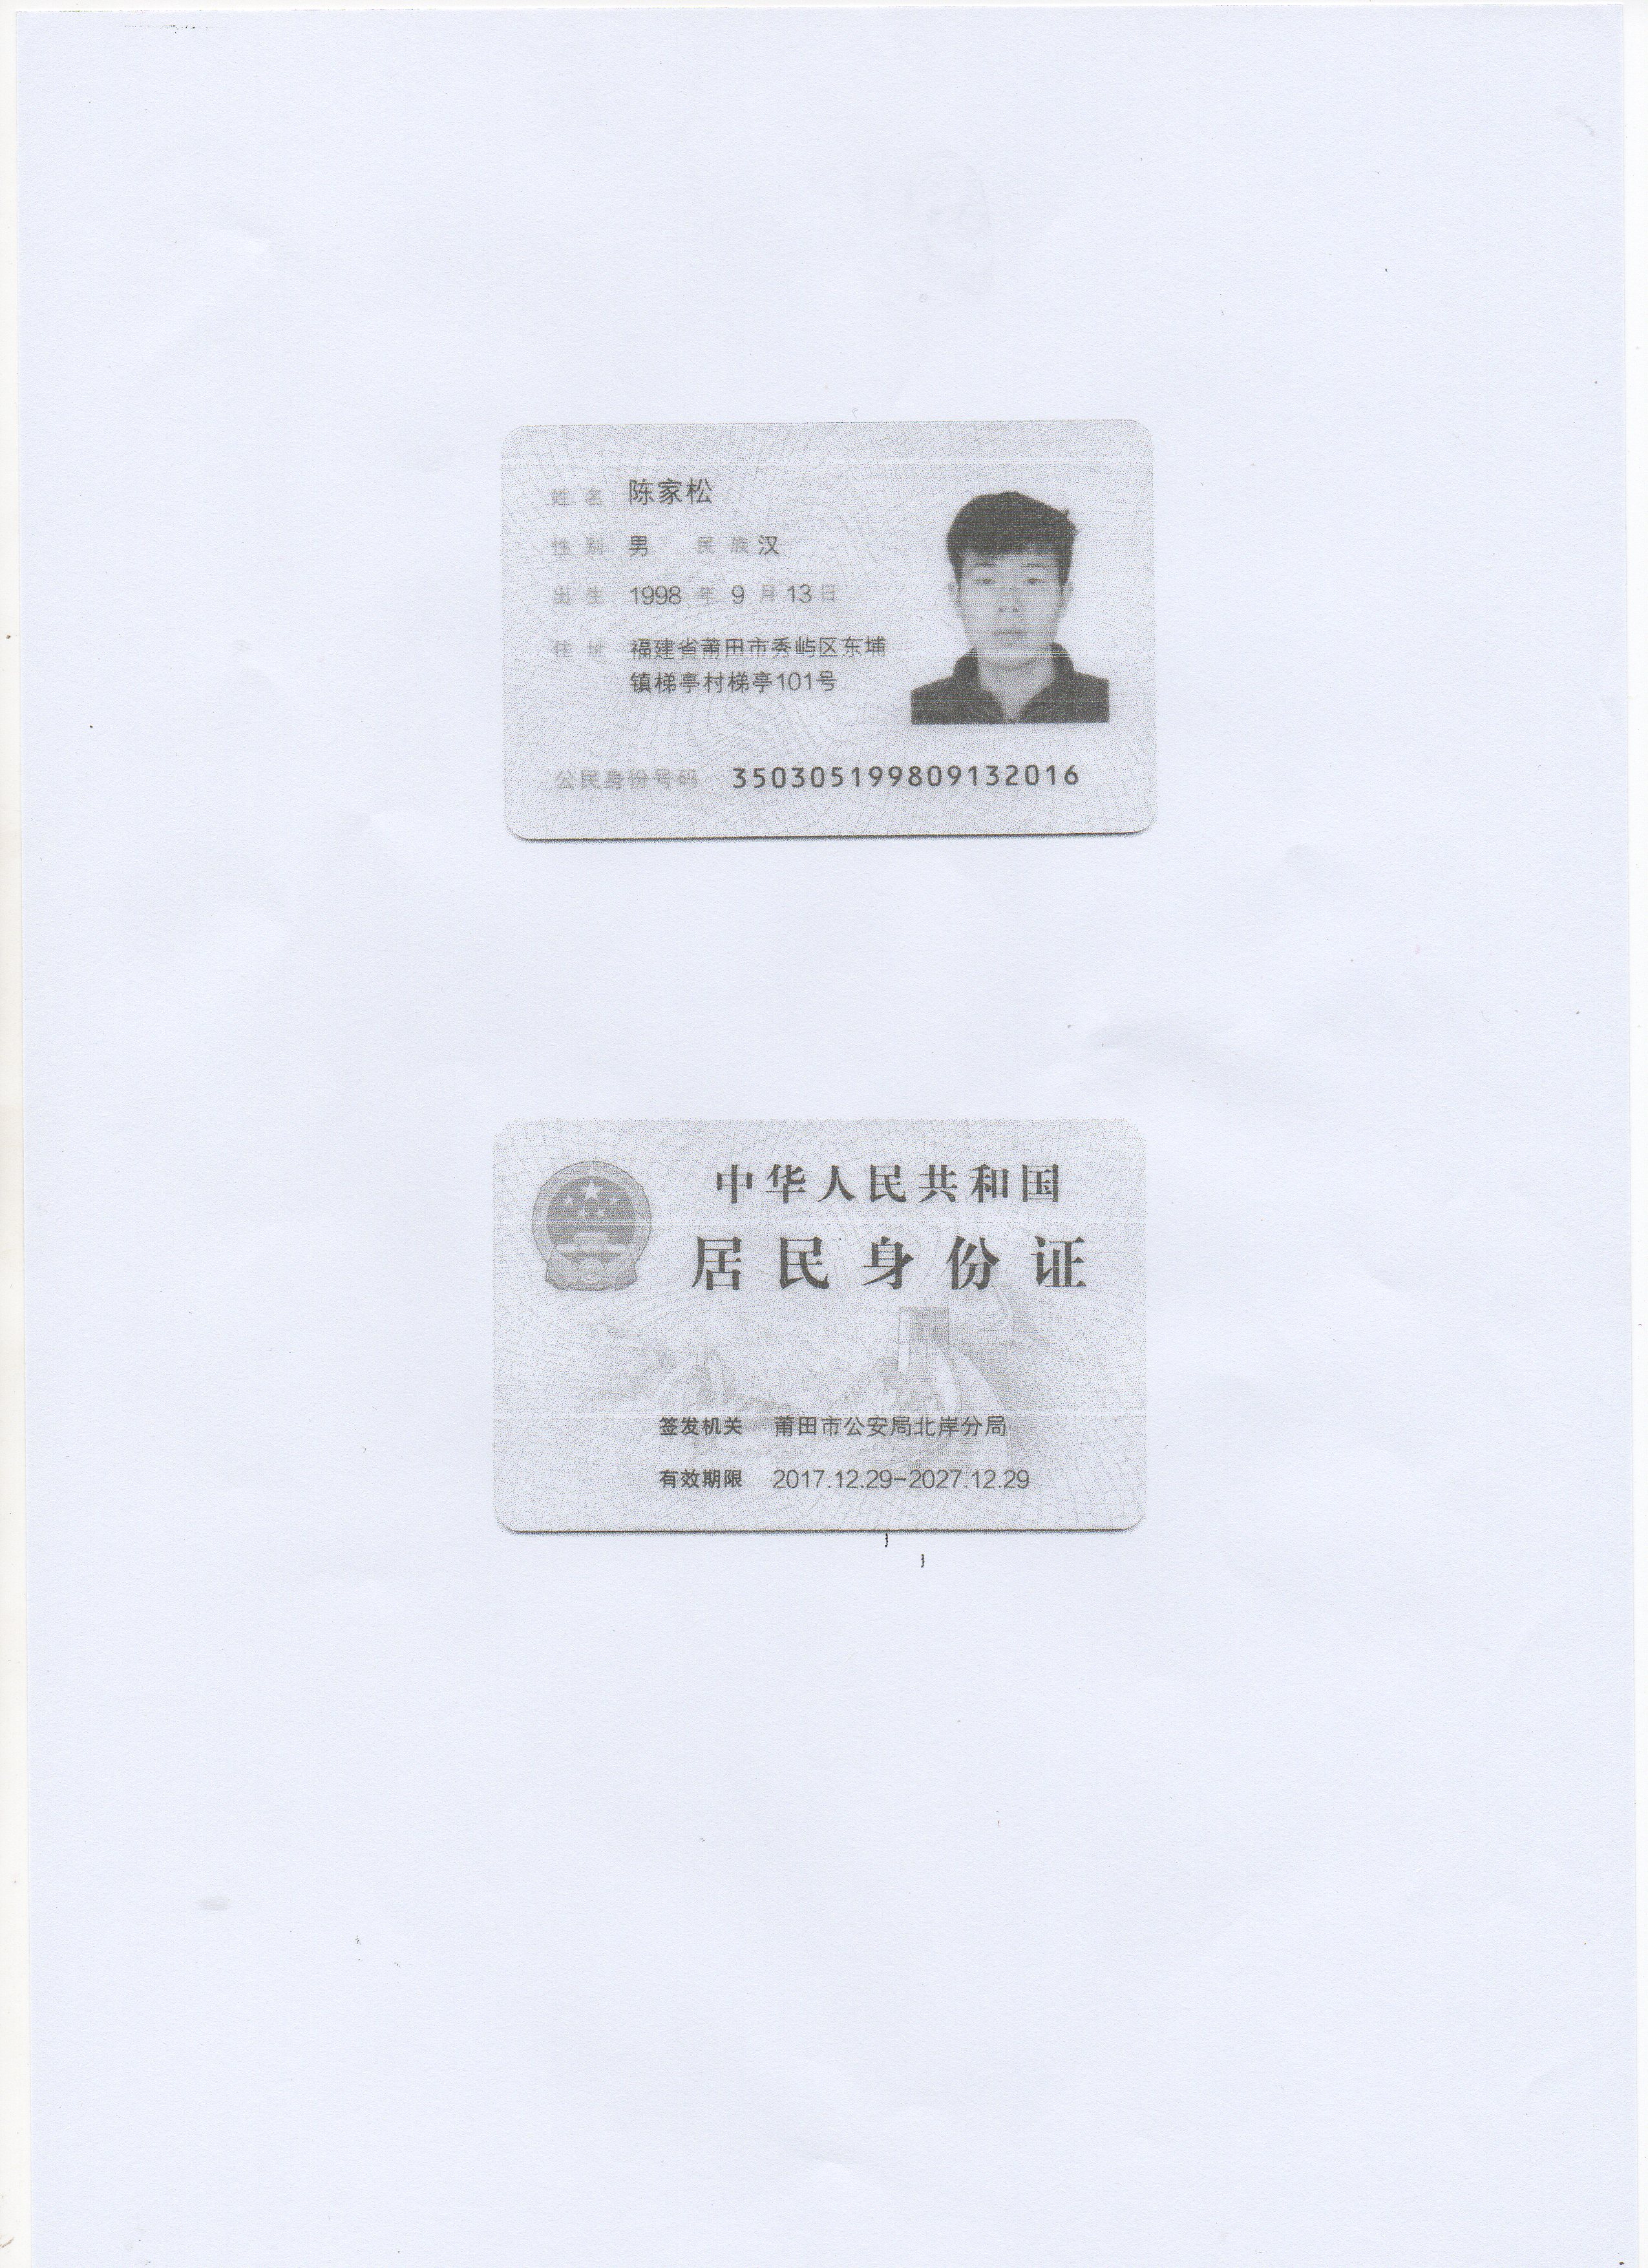 姓名 陈家松
性别 男 民族 汉
出生 1998 年 9 月 13 日
住址 福建省莆田市秀屿区东埔
镇梯亭村梯亭101号
公民身份号码 350305199809132016
中华人民共和国
居民身份证
签发机关 莆田市公安局北岸分局
有效期限 2017.12.29-2027.12.29